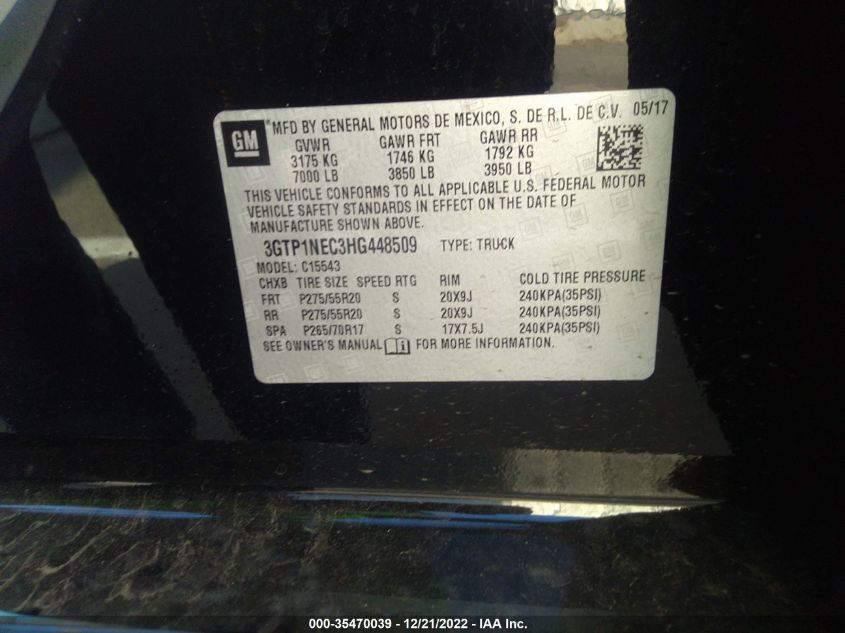 GM
MFD BY GENERAL MOTORS DE MEXICO, S. DE R.L. DE C.V. 05/17
GVWR GAWR FRT GAWR RR
3175 KG 1746 KG 1792 KG
7000 LB 3850 LB 3950 LB
THIS VEHICLE CONFORMS TO ALL APPLICABLE U.S. FEDERAL MOTOR
VEHICLE SAFETY STANDARDS IN EFFECT ON THE DATE OF
MANUFACTURE SHOWN ABOVE.
3GTP1NEC3HG448509 TYPE: TRUCK
MODEL: C15543
CHXB TIRE SIZE SPEED RTG RIM COLD TIRE PRESSURE
FRT P275/55R20 S 20X9J 240KPA(35PSI)
RR P275/55R20 S 20X9J 240KPA(35PSI)
SPA P265/70R17 S 17X7.5J 240KPA(35PSI)
SEE OWNER'S MANUAL FOR MORE INFORMATION.
000-35470039 - 12/21/2022 - IAA Inc.